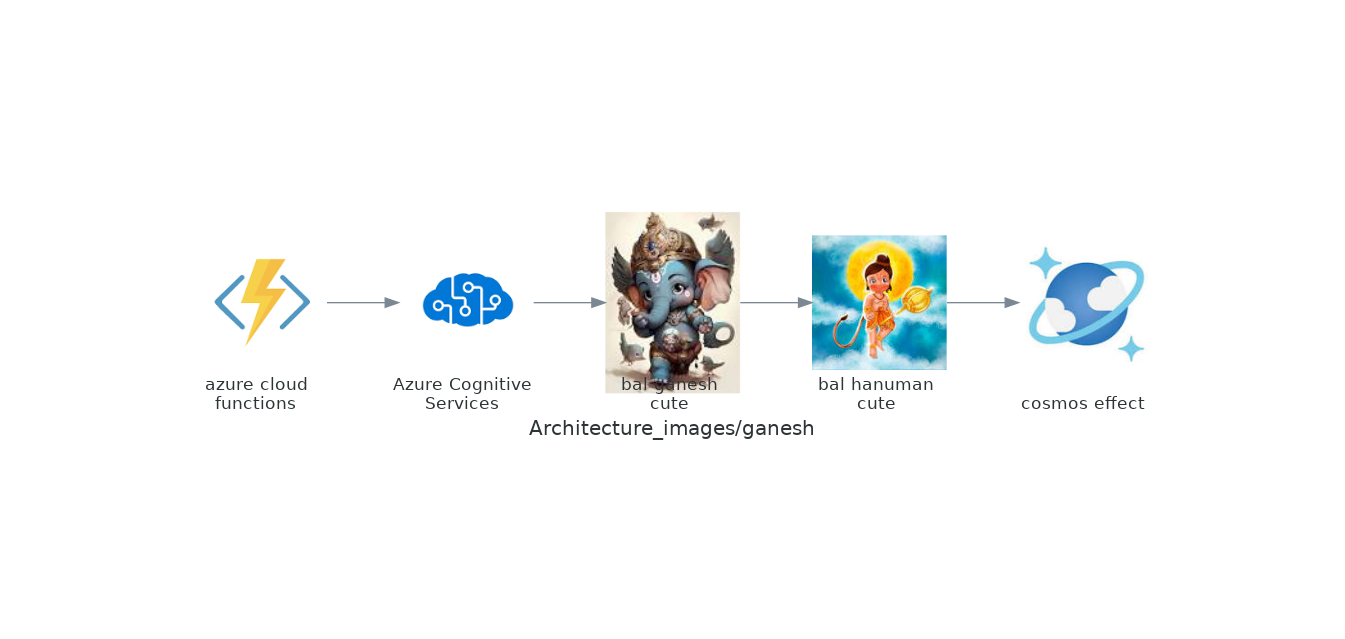 azure cloud
functions
Azure Cognitive
Services
bal ganesh
cute
bal hanuman
cute
cosmos effect
Architecture_images/ganesh